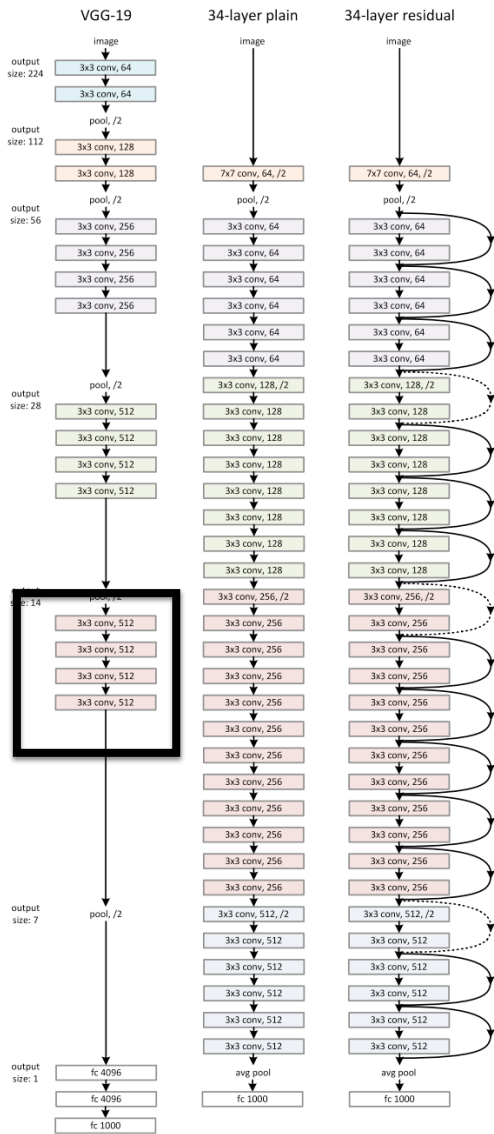 VGG-19
image
output
size: 224
3x3 conv, 64
3x3 conv, 64
pool, /2
output
size: 112
3x3 conv, 128
3x3 conv, 128
pool, /2
output
size: 56
3x3 conv, 256
3x3 conv, 256
3x3 conv, 256
3x3 conv, 256
pool, /2
output
size: 28
3x3 conv, 512
3x3 conv, 512
3x3 conv, 512
3x3 conv, 512
output
size: 14
pool, /2
3x3 conv, 512
3x3 conv, 512
3x3 conv, 512
3x3 conv, 512
output
size: 7
pool, /2
output
size: 1
fc 4096
fc 4096
fc 1000
34-layer plain
image
7x7 conv, 64, /2
pool, /2
3x3 conv, 64
3x3 conv, 64
3x3 conv, 64
3x3 conv, 64
3x3 conv, 64
3x3 conv, 64
3x3 conv, 128, /2
3x3 conv, 128
3x3 conv, 128
3x3 conv, 128
3x3 conv, 128
3x3 conv, 128
3x3 conv, 128
3x3 conv, 128
3x3 conv, 256, /2
3x3 conv, 256
3x3 conv, 256
3x3 conv, 256
3x3 conv, 256
3x3 conv, 256
3x3 conv, 256
3x3 conv, 256
3x3 conv, 256
3x3 conv, 256
3x3 conv, 256
3x3 conv, 256
3x3 conv, 512, /2
3x3 conv, 512
3x3 conv, 512
3x3 conv, 512
3x3 conv, 512
3x3 conv, 512
avg pool
fc 1000
34-layer residual
image
7x7 conv, 64, /2
pool, /2
3x3 conv, 64
3x3 conv, 64
3x3 conv, 64
3x3 conv, 64
3x3 conv, 64
3x3 conv, 64
3x3 conv, 128, /2
3x3 conv, 128
3x3 conv, 128
3x3 conv, 128
3x3 conv, 128
3x3 conv, 128
3x3 conv, 128
3x3 conv, 128
3x3 conv, 256, /2
3x3 conv, 256
3x3 conv, 256
3x3 conv, 256
3x3 conv, 256
3x3 conv, 256
3x3 conv, 256
3x3 conv, 256
3x3 conv, 256
3x3 conv, 256
3x3 conv, 256
3x3 conv, 256
3x3 conv, 512, /2
3x3 conv, 512
3x3 conv, 512
3x3 conv, 512
3x3 conv, 512
3x3 conv, 512
avg pool
fc 1000